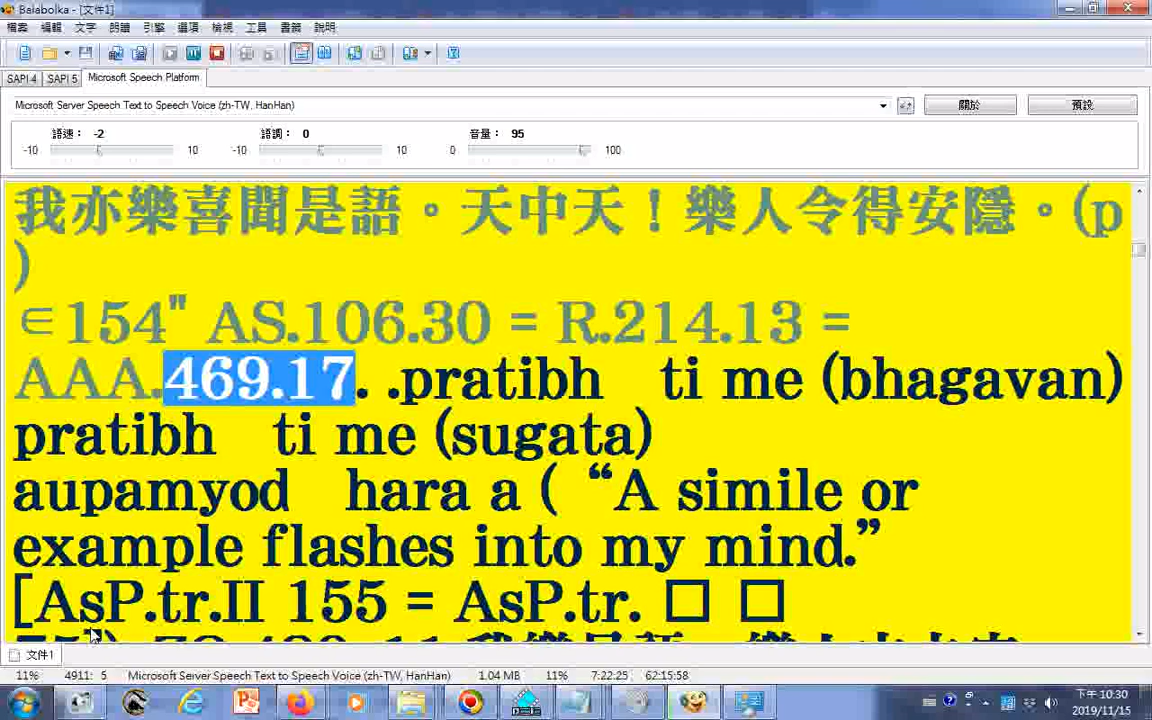 Balabolka - [文件1]
檔案 編輯 文字 朗讀 引擎 選項 檢視 工具 書籤 說明
SAPI 4 SAPI 5 Microsoft Speech Platform
Microsoft Server Speech Text to Speech Voice (zh-TW, HanHan) 關於 預設
語速： -2 語調： 0 音量： 95
-10 10 -10 10 0 100
我亦樂喜聞是語。天中天！樂人令得安隱。(p
)
∈154" AS.106.30 = R.214.13 =
AAA.469.17. .pratibh ti me (bhagavan)
pratibh ti me (sugata)
aupamyod hara a ( “A simile or
example flashes into my mind.”
[AsP.tr.II 155 = AsP.tr. □ □
文件1
11% 4911: 5 Microsoft Server Speech Text to Speech Voice (zh-TW, HanHan) 1.04 MB 11% 7:22:25 62:15:58
下午 10:30
2019/11/15